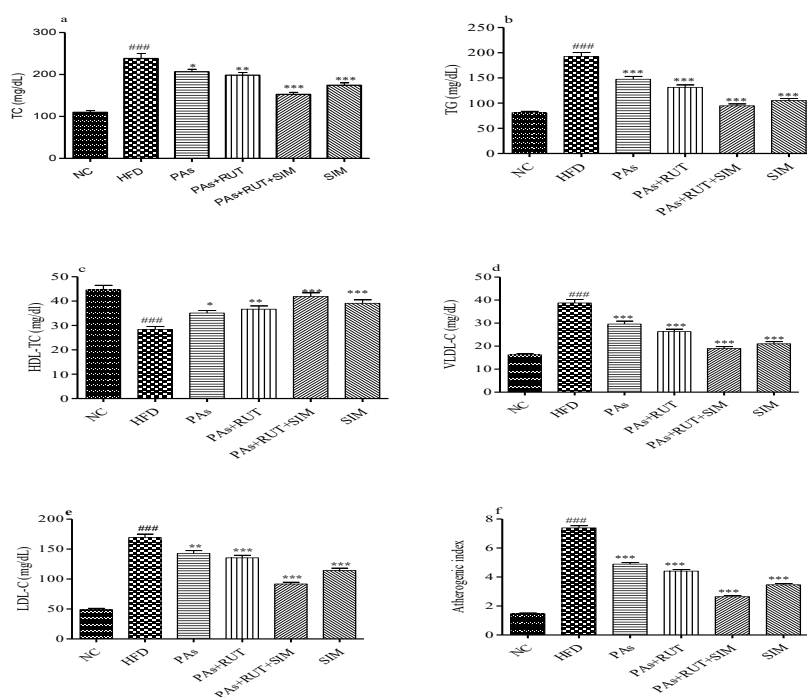 a
300
200
100
0
TC (mg/dL)
###
*
**
***
***
NC
HFD
PAs
PAs+RUT
PAs+RUT+SIM
SIM
b
250
200
150
100
50
0
TG (mg/dL)
###
***
***
***
***
NC
HFD
PAs
PAs+RUT
PAs+RUT+SIM
SIM
c
50
40
30
20
10
0
HDL-TC (mg/dl)
###
*
**
***
***
NC
HFD
PAs
PAs+RUT
PAs+RUT+SIM
SIM
d
50
40
30
20
10
0
VLDL-C (mg/dL)
###
***
***
***
***
NC
HFD
PAs
PAs+RUT
PAs+RUT+SIM
SIM
e
200
150
100
50
0
LDL-C (mg/dL)
###
**
***
***
***
NC
HFD
PAs
PAs+RUT
PAs+RUT+SIM
SIM
f
8
6
4
2
0
Atherogenic index
###
***
***
***
***
NC
HFD
PAs
PAs+RUT
PAs+RUT+SIM
SIM